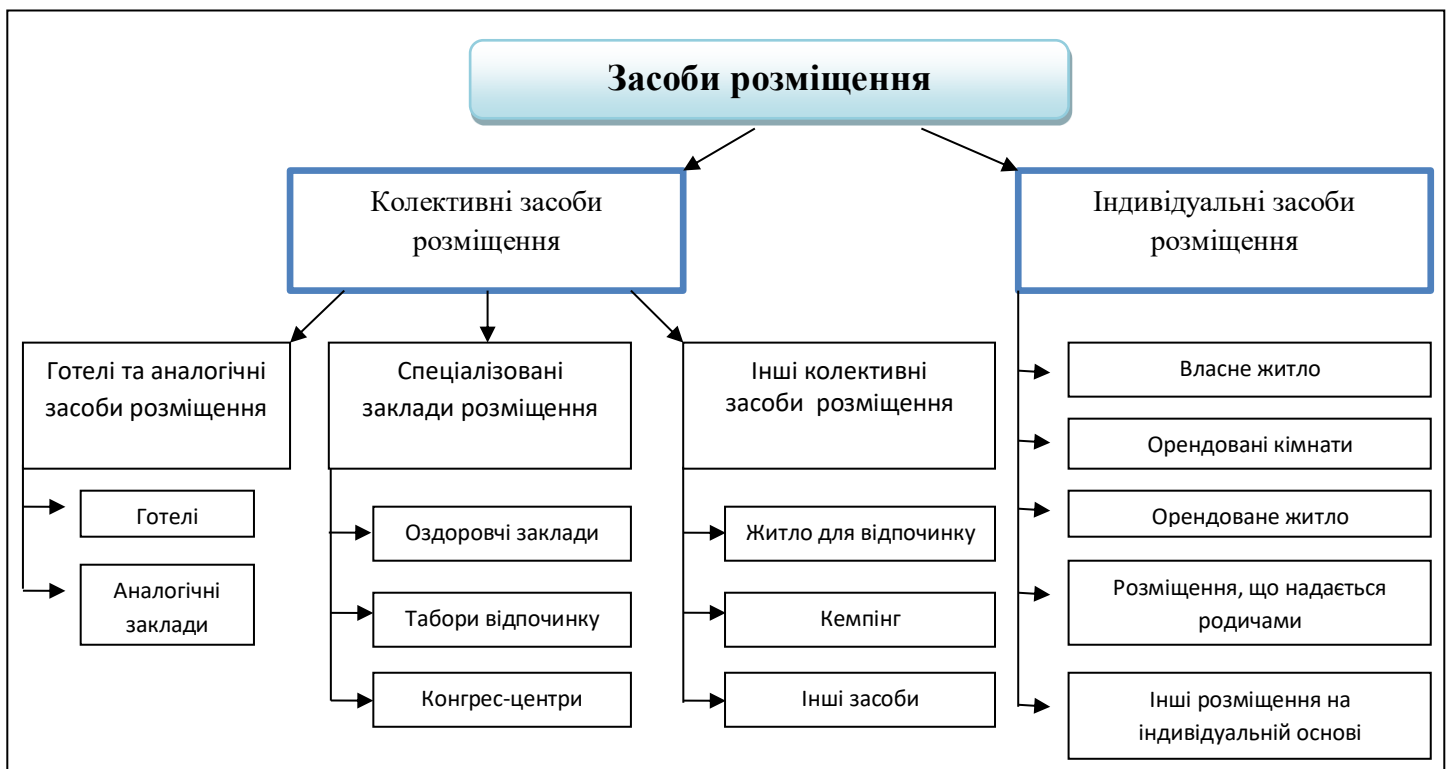 Засоби розміщення
Колективні засоби
розміщення
Індивідуальні засоби
розміщення
Готелі та аналогічні
засоби розміщення
Спеціалізовані
заклади розміщення
Інші колективні
засоби розміщення
Готелі
Аналогічні
заклади
Оздоровчі заклади
Табори відпочинку
Конгрес-центри
Житло для відпочинку
Кемпінг
Інші засоби
Власне житло
Орендовані кімнати
Орендоване житло
Розміщення, що надається
родичами
Інші розміщення на
індивідуальній основі